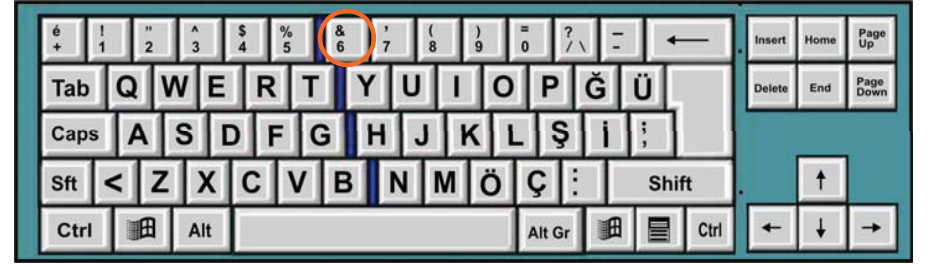 é ! " ^ $ % & ' ( ) = ? _
+ 1 2 3 4 5 6 7 8 9 0 / \ - ← Insert Home Page Up
Tab Q W E R T Y U I O P Ğ Ü Delete End Page Down
Caps A S D F G H J K L Ş İ ; ,
Sft < Z X C V B N M Ö Ç : . Shift ↑
Ctrl Alt Alt Gr Ctrl ← ↓ →